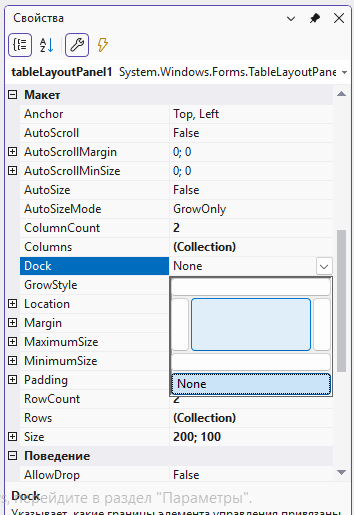 Свойства
tableLayoutPanel1 System.Windows.Forms.TableLayoutPane
Макет
Anchor Top, Left
AutoScroll False
AutoScrollMargin 0; 0
AutoScrollMinSize 0; 0
AutoSize False
AutoSizeMode GrowOnly
ColumnCount 2
Columns (Collection)
Dock None
GrowStyle
Location
Margin
MaximumSize
MinimumSize
None
Padding
RowCount 2
Rows (Collection)
Size 200; 100
Поведение
AllowDrop False
Dock
s, перейдите в раздел "Параметры".
Указывает, какие границы элемента управления привязаны